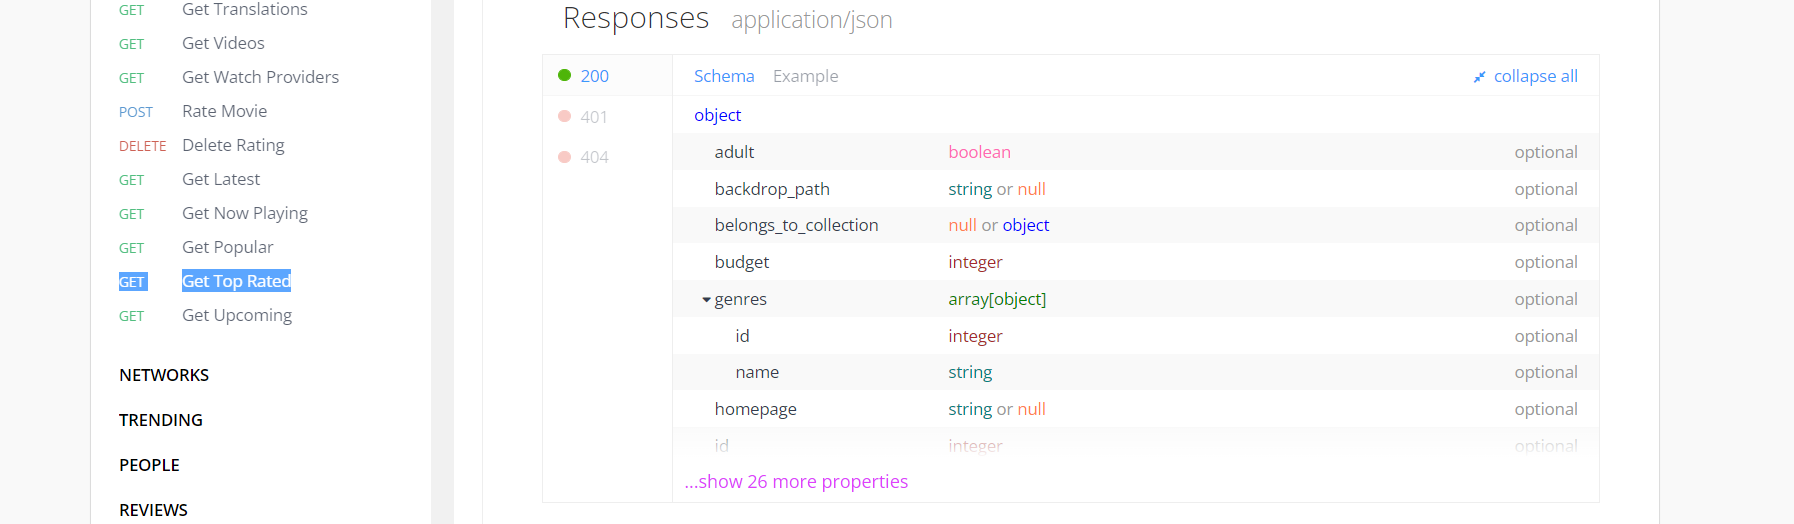 GET Get Translations
GET Get Videos
GET Get Watch Providers
POST Rate Movie
DELETE Delete Rating
GET Get Latest
GET Get Now Playing
GET Get Popular
GET Get Top Rated
GET Get Upcoming
NETWORKS
TRENDING
PEOPLE
REVIEWS
Responses application/json
200
401
404
Schema Example collapse all
object
adult boolean optional
backdrop_path string or null optional
belongs_to_collection null or object optional
budget integer optional
genres array[object] optional
id integer optional
name string optional
homepage string or null optional
id integer optional
...show 26 more properties